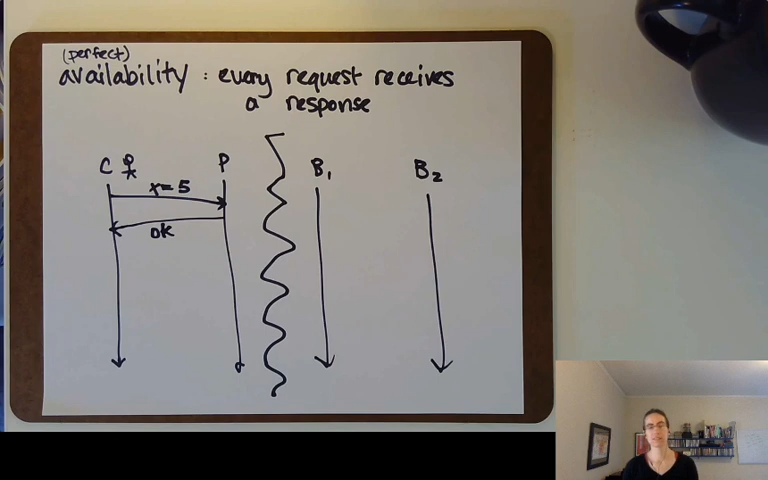 (perfect)
availability : every request receives
a response
C P B₁ B₂
x=5
ok